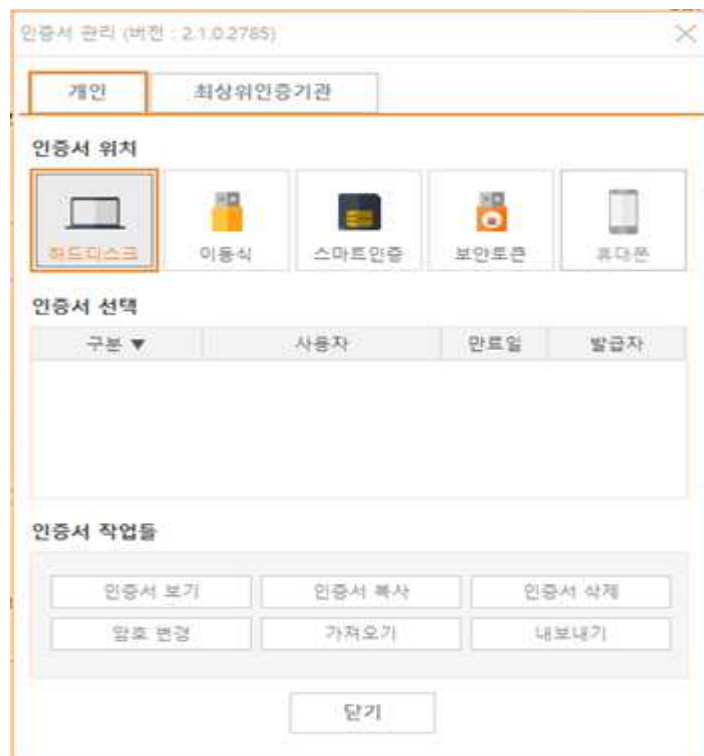 인증서 관리 (버전 : 2.1.0.2785)
개인 최상위인증기관
인증서 위치
하드디스크 이동식 스마트인증 보안토큰 휴대폰
인증서 선택
구분 ▼ 사용자 만료일 발급자
인증서 작업들
인증서 보기 인증서 복사 인증서 삭제
암호 변경 가져오기 내보내기
닫기